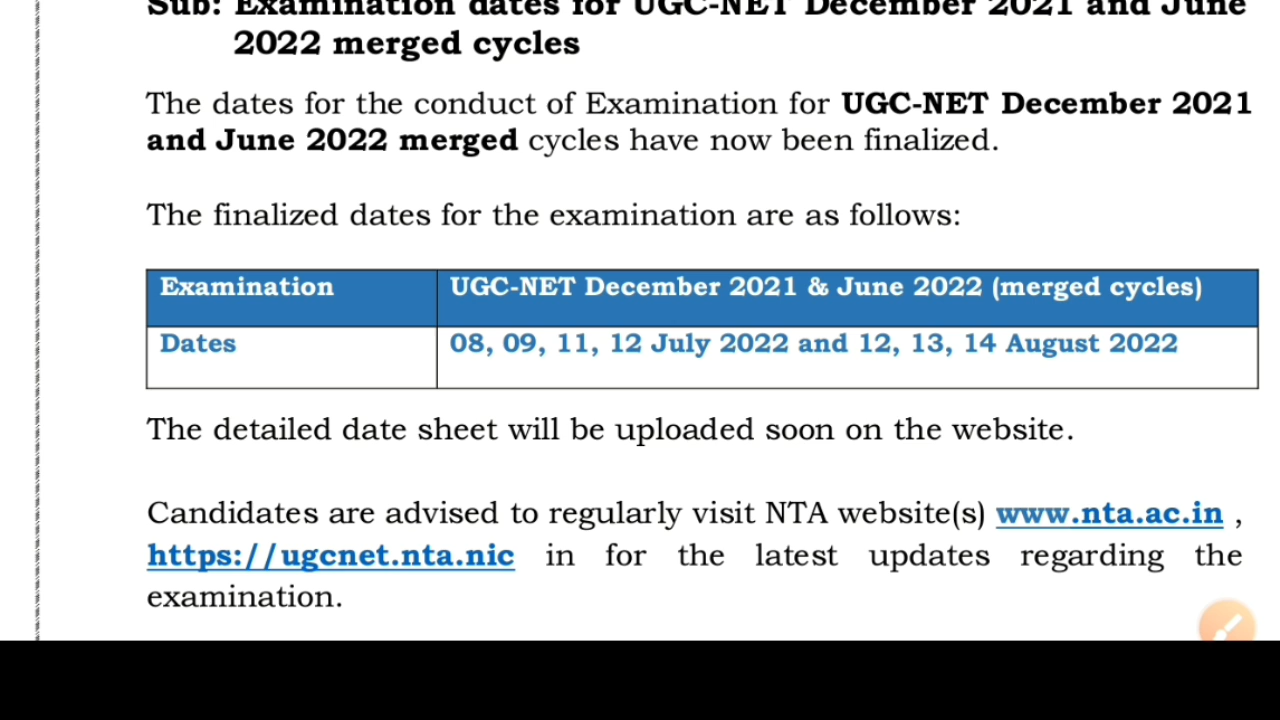 Sub: Examination dates for UGC-NET December 2021 and June
2022 merged cycles
The dates for the conduct of Examination for UGC-NET December 2021
and June 2022 merged cycles have now been finalized.
The finalized dates for the examination are as follows:
Examination UGC-NET December 2021 & June 2022 (merged cycles)
Dates 08, 09, 11, 12 July 2022 and 12, 13, 14 August 2022
The detailed date sheet will be uploaded soon on the website.
Candidates are advised to regularly visit NTA website(s) www.nta.ac.in ,
https://ugcnet.nta.nic in for the latest updates regarding the
examination.